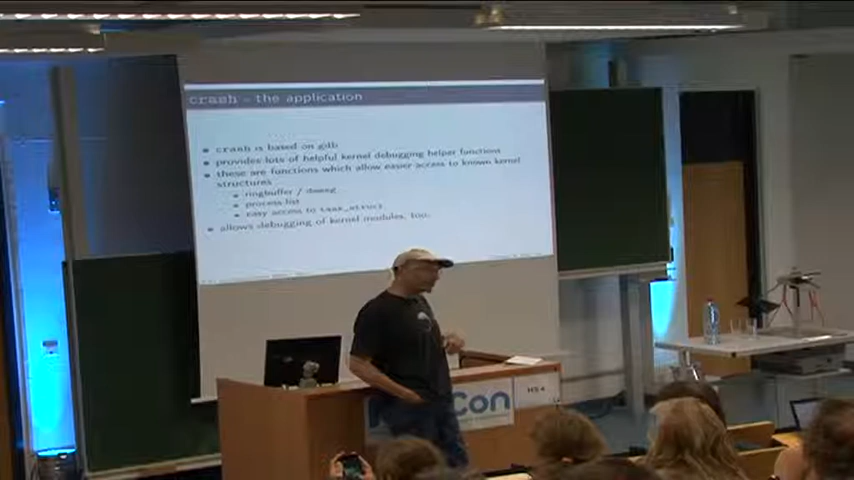 crash - the application
crash is based on gdb
provides lots of helpful kernel debugging helper functions
these are functions which allow easier access to known kernel
structures
ringbuffer / dmesg
process list
easy access to task_struct
allows debugging of kernel modules, too.
Con
HS4